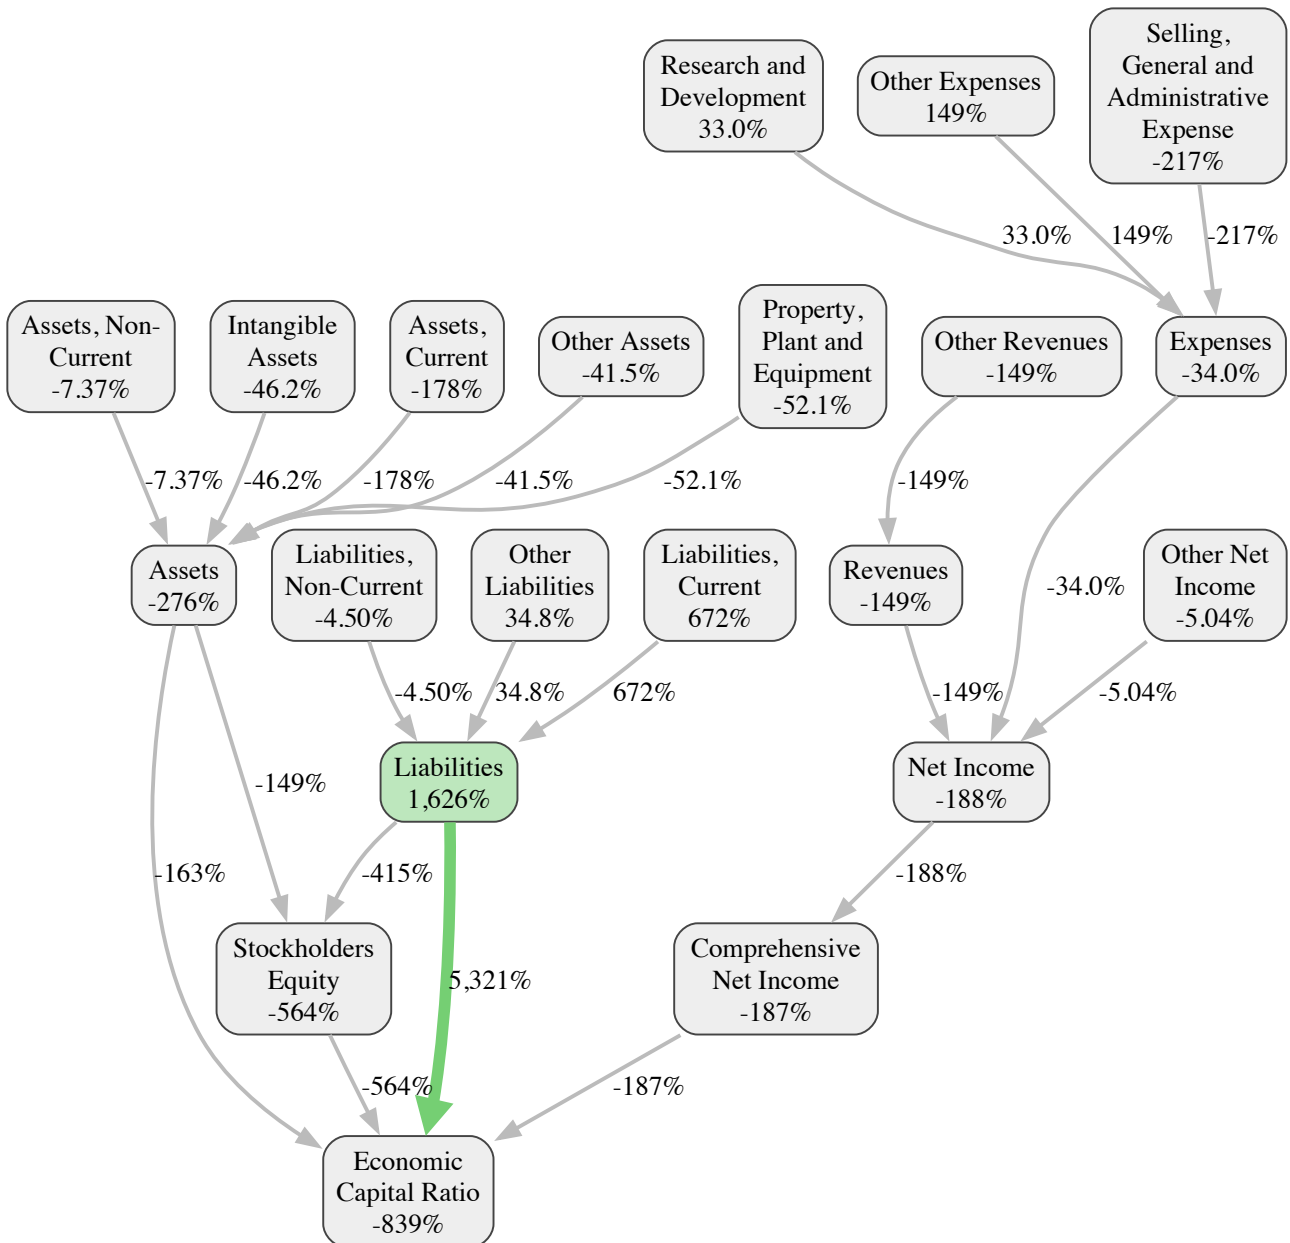 Research and
Development
33.0%
Other Expenses
149%
Selling,
General and
Administrative
Expense
-217%
33.0%
149%
-217%
Assets, Non-
Current
-7.37%
Intangible
Assets
-46.2%
Assets,
Current
-178%
Other Assets
-41.5%
Property,
Plant and
Equipment
-52.1%
Other Revenues
-149%
Expenses
-34.0%
-7.37%
-46.2%
-178%
-41.5%
-52.1%
-149%
Assets
-276%
Liabilities,
Non-Current
-4.50%
Other
Liabilities
34.8%
Liabilities,
Current
672%
Revenues
-149%
-34.0%
Other Net
Income
-5.04%
-4.50%
34.8%
672%
-149%
-5.04%
-149%
Liabilities
1,626%
Net Income
-188%
-163%
-415%
-188%
Stockholders
Equity
-564%
5,321%
Comprehensive
Net Income
-187%
-564%
-187%
Economic
Capital Ratio
-839%